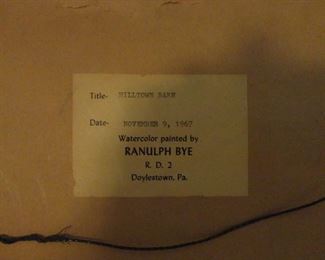 Title- HILLTOWN BARN
Date- NOVEMBER 9, 1967
Watercolor painted by
RANULPH BYE
R. D. 2
Doylestown, Pa.